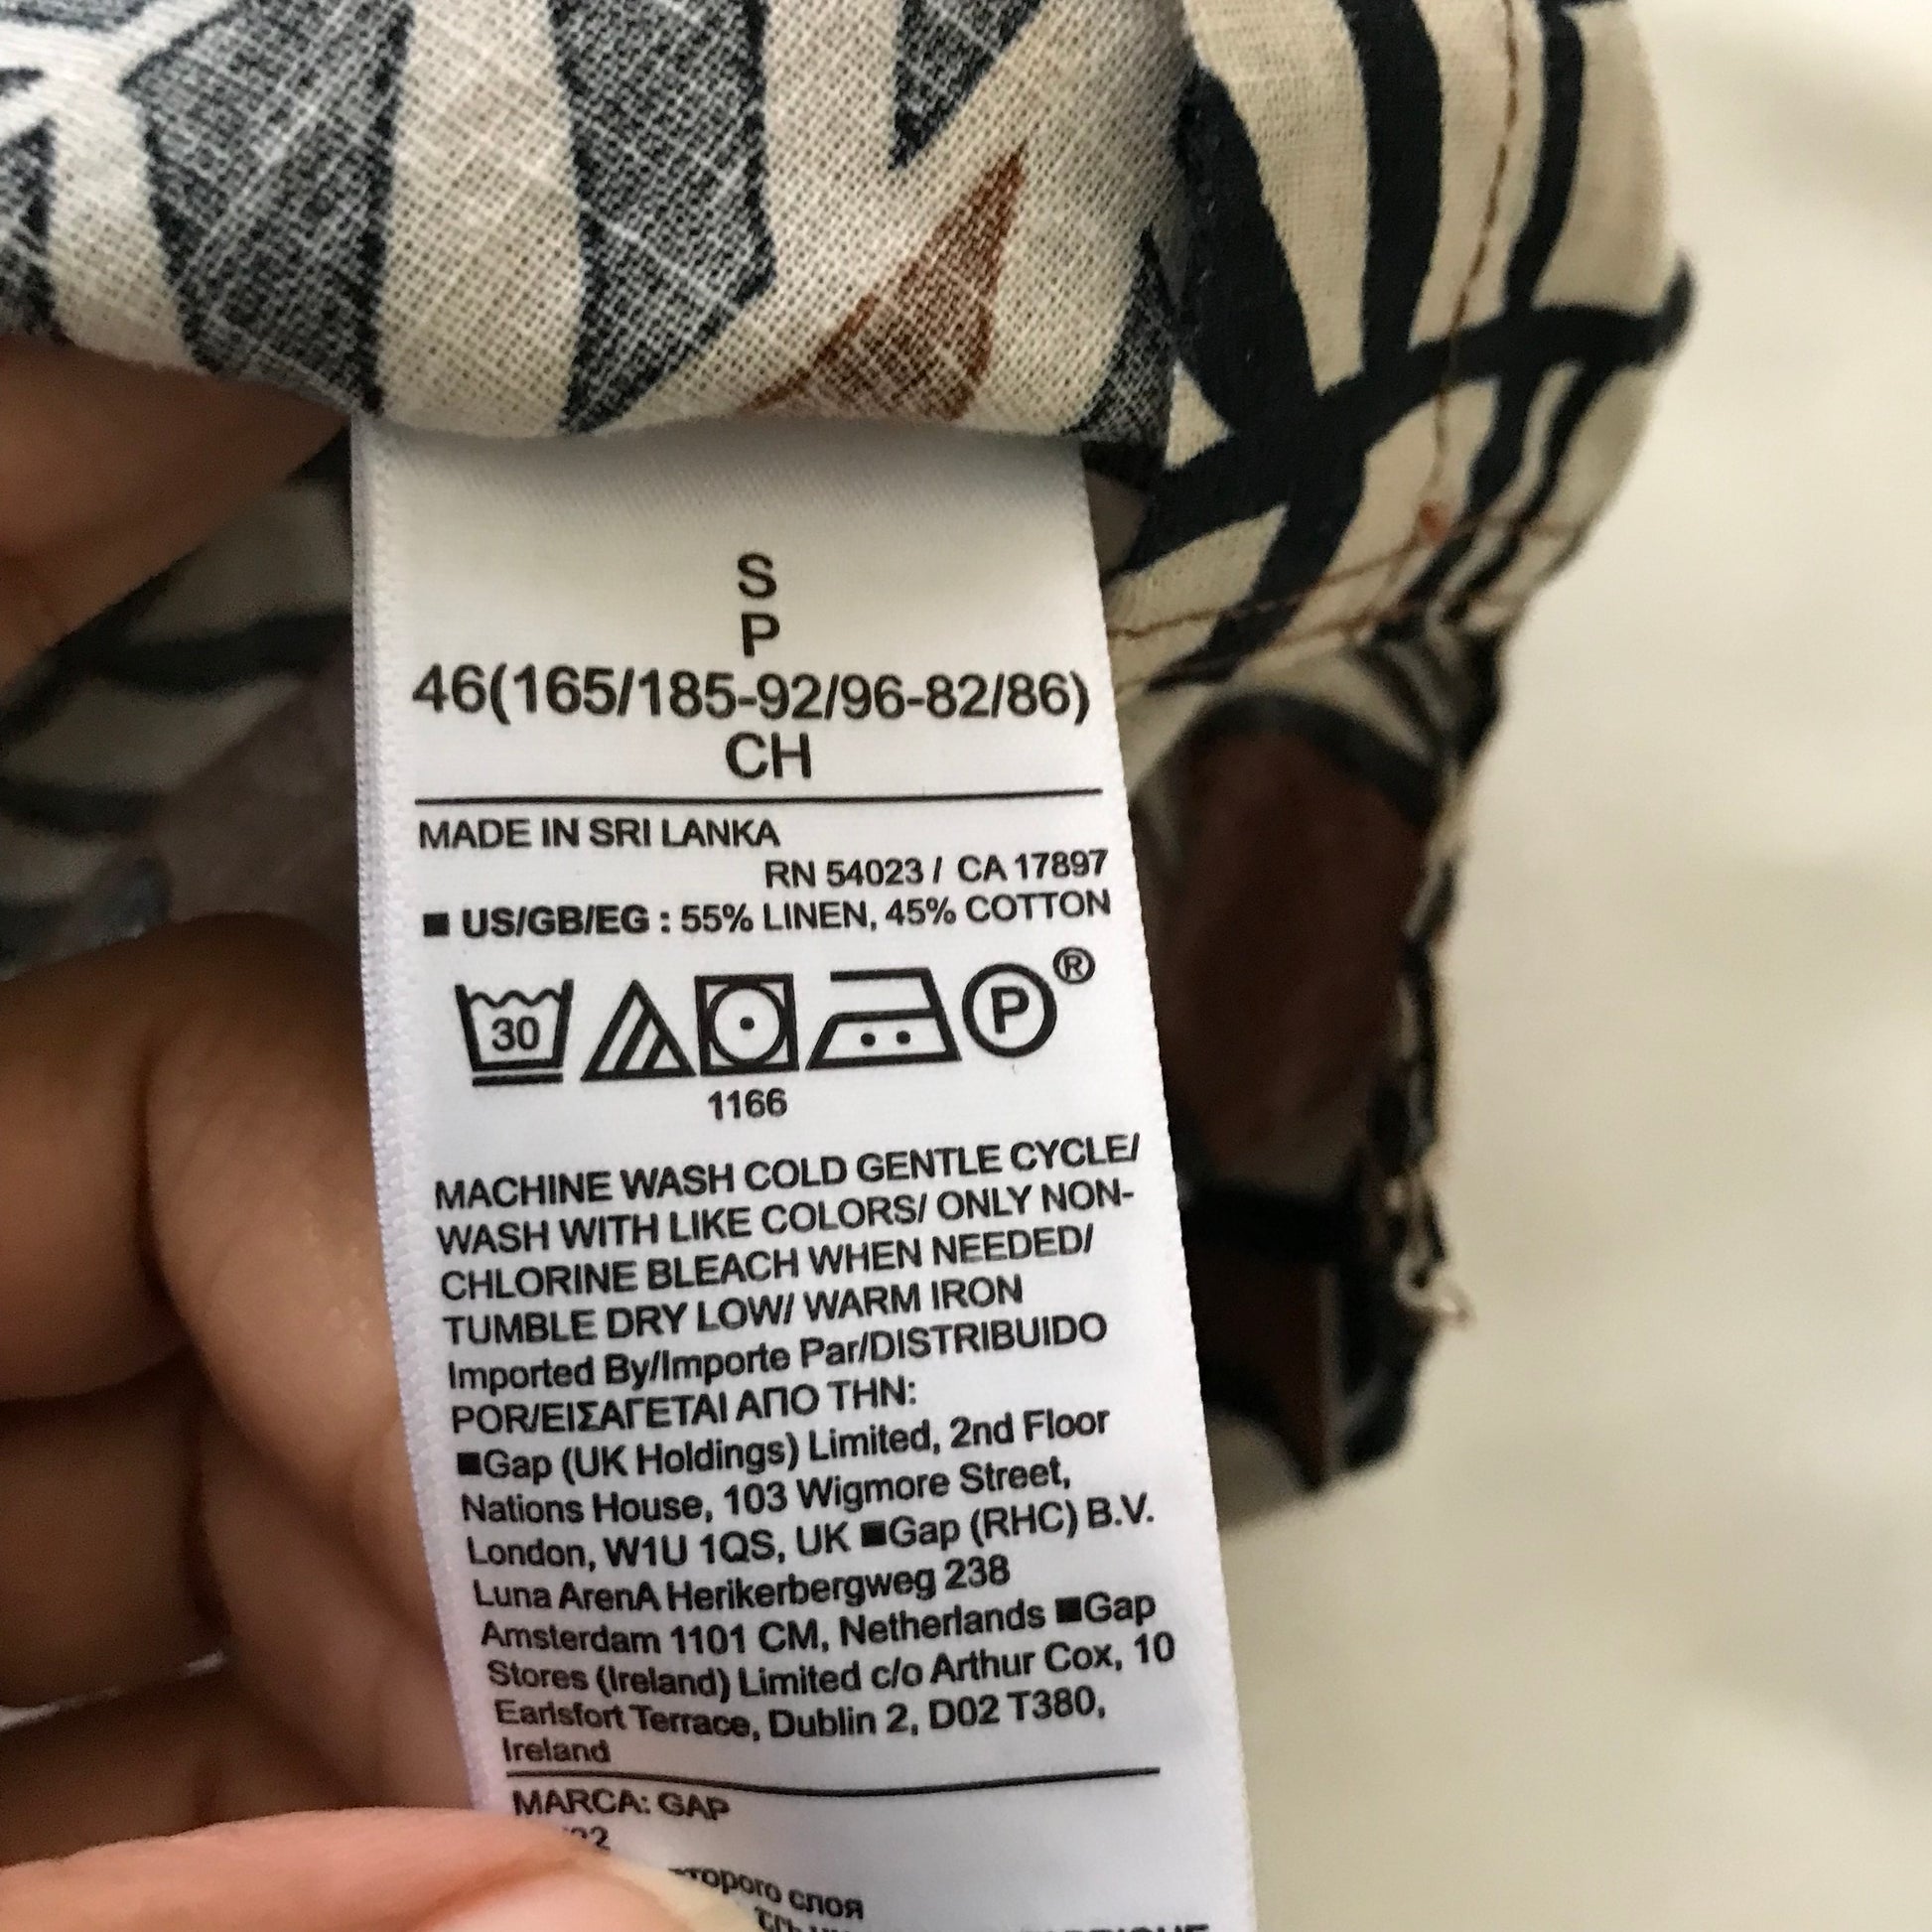 S
P
46(165/185-92/96-82/86)
CH
MADE IN SRI LANKA
RN 54023 / CA 17897
■ US/GB/EG : 55% LINEN, 45% COTTON
30
P®
1166
MACHINE WASH COLD GENTLE CYCLE/
WASH WITH LIKE COLORS/ ONLY NON-
CHLORINE BLEACH WHEN NEEDED/
TUMBLE DRY LOW/ WARM IRON
Imported By/Importe Par/DISTRIBUIDO
POR/ΕΙΣΑΓΕΤΑΙ ΑΠΟ ΤΗΝ:
■Gap (UK Holdings) Limited, 2nd Floor
Nations House, 103 Wigmore Street,
London, W1U 1QS, UK ■Gap (RHC) B.V.
Luna ArenA Herikerbergweg 238
Amsterdam 1101 CM, Netherlands ■Gap
Stores (Ireland) Limited c/o Arthur Cox, 10
Earlsfort Terrace, Dublin 2, D02 T380,
Ireland
MARCA: GAP
слоя